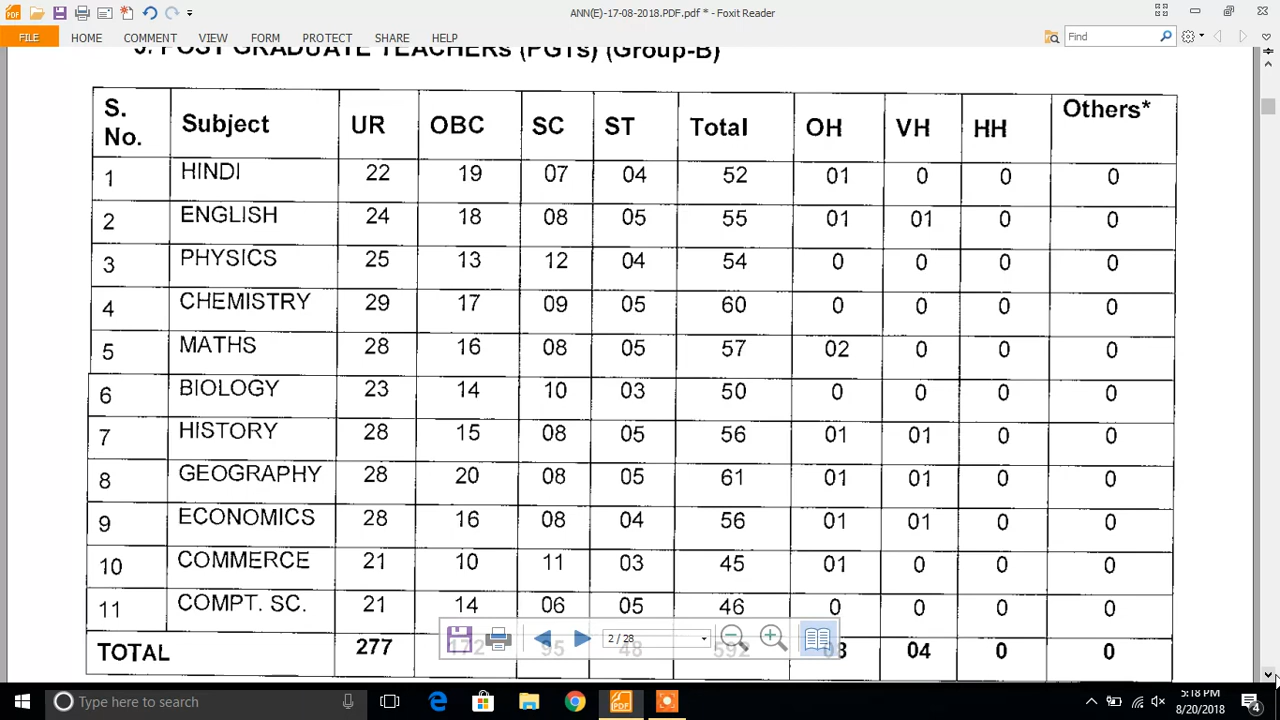 ANN(E)-17-08-2018.PDF.pdf * - Foxit Reader
FILE HOME COMMENT VIEW FORM PROTECT SHARE HELP Find
POST GRADUATE TEACHERs (PGTs) (Group-B)
S. No. Subject UR OBC SC ST Total OH VH HH Others*
1 HINDI 22 19 07 04 52 01 0 0 0
2 ENGLISH 24 18 08 05 55 01 01 0 0
3 PHYSICS 25 13 12 04 54 0 0 0 0
4 CHEMISTRY 29 17 09 05 60 0 0 0 0
5 MATHS 28 16 08 05 57 02 0 0 0
6 BIOLOGY 23 14 10 03 50 0 0 0 0
7 HISTORY 28 15 08 05 56 01 01 0 0
8 GEOGRAPHY 28 20 08 05 61 01 01 0 0
9 ECONOMICS 28 16 08 04 56 01 01 0 0
10 COMMERCE 21 10 11 03 45 01 0 0 0
11 COMPT. SC. 21 14 06 05 46 0 0 0 0
TOTAL 277 172 95 48 592 04 0 0
2 / 28
Type here to search
5:18 PM
8/20/2018
4